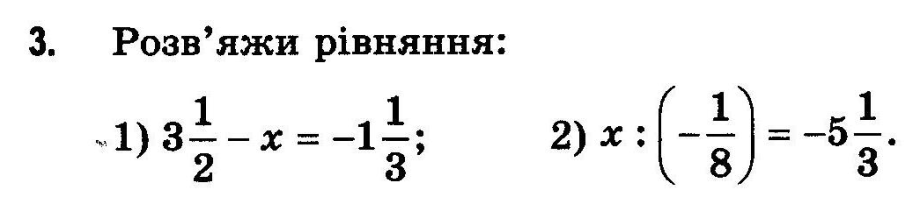 3. Розв’яжи рівняння:
1) 3 1/2 – x = –1 1/3; 2) x : (–1/8) = –5 1/3.